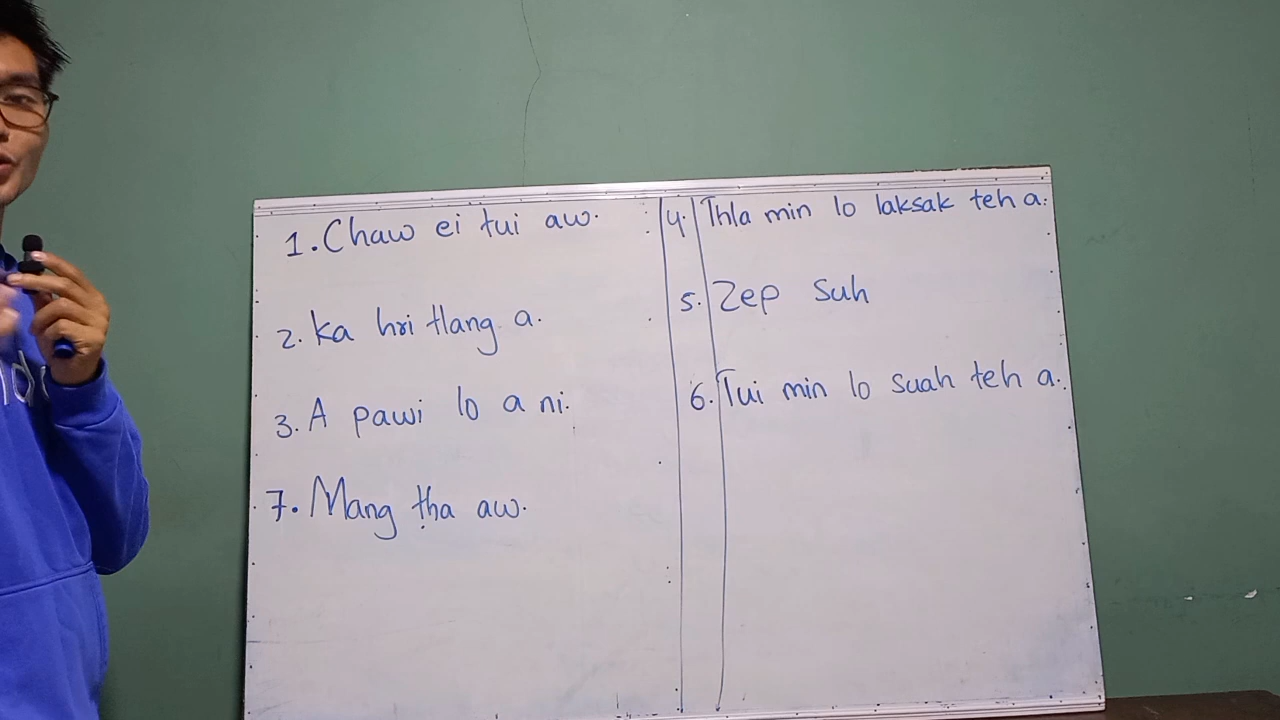 1. Chaw ei tui aw.
2. Ka hri tlang a.
3. A pawi lo a ni.
7. Mang ṭha aw.
4. Thla min lo laksak teh a.
5. Zep suh
6. Tui min lo suah teh a.